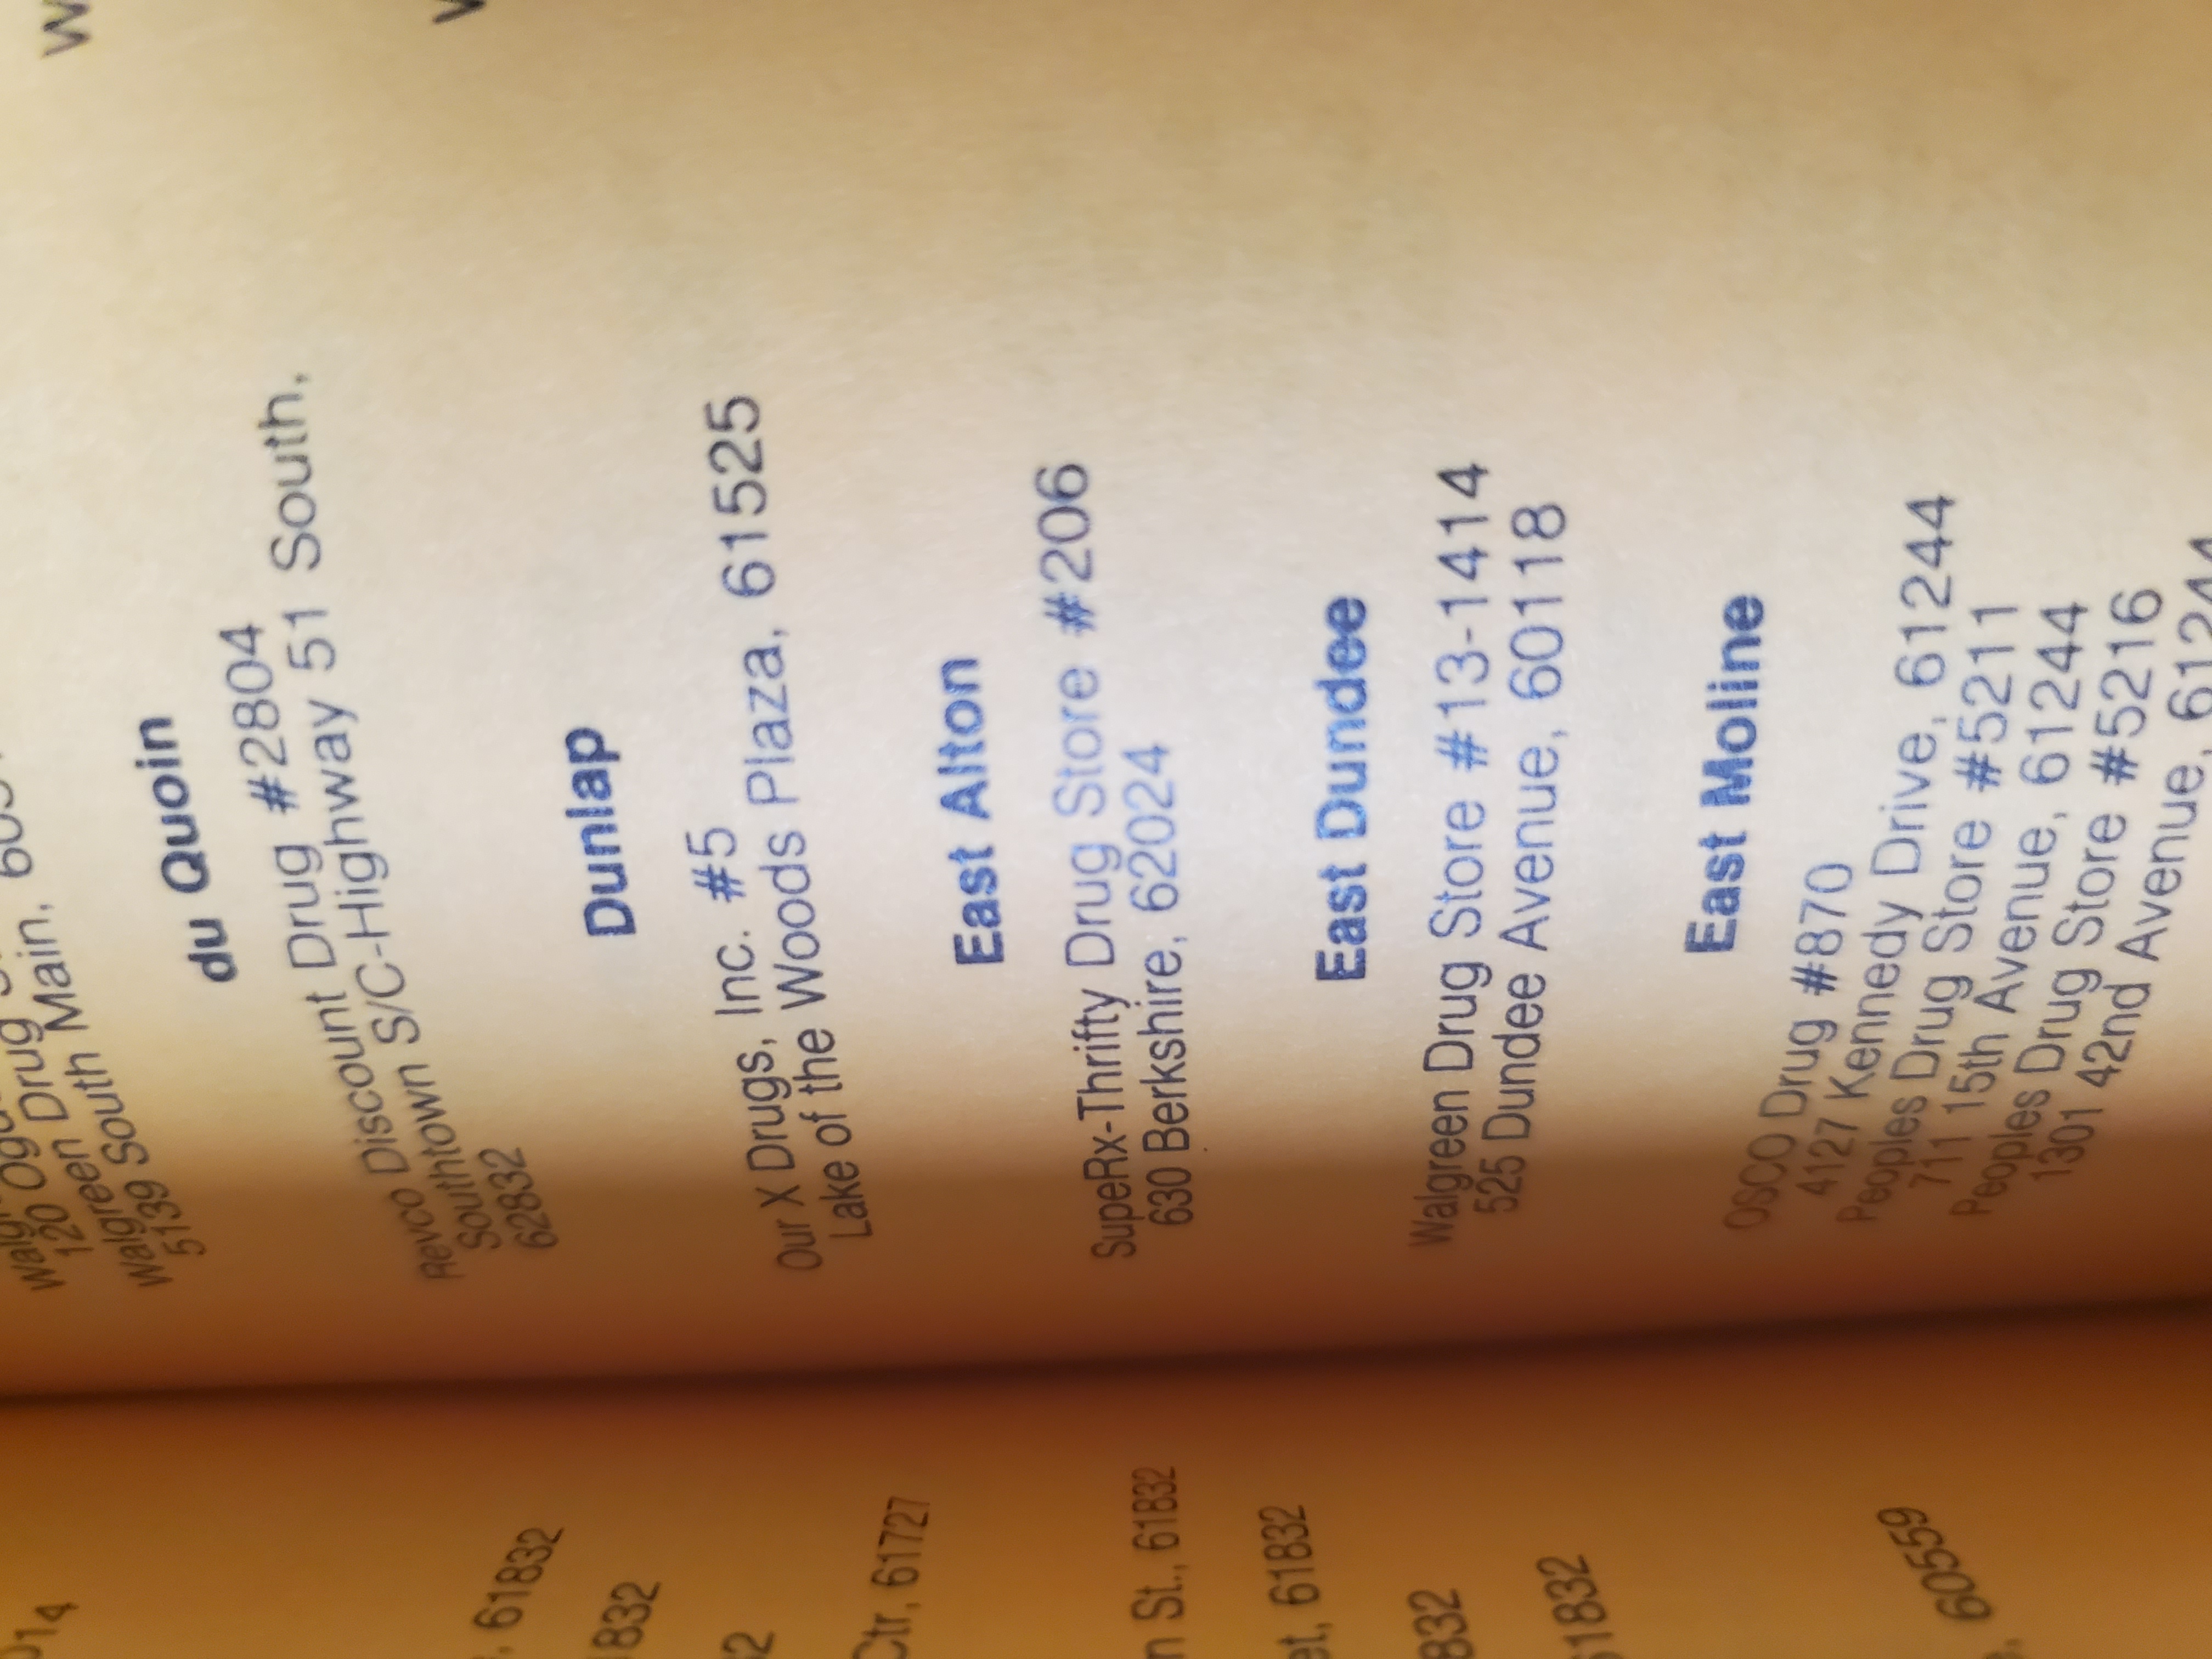 120
Walgreen Drug
5139 South Main,
du Quoin
Revco Discount Drug #2804
Southtown S/C-Highway 51 South,
62832
Dunlap
Our X Drugs, Inc. #5
Lake of the Woods Plaza, 61525
East Alton
SupeRx-Thrifty Drug Store #206
630 Berkshire, 62024
East Dundee
Walgreen Drug Store #13-1414
525 Dundee Avenue, 60118
East Moline
OSCO Drug #870
4127 Kennedy Drive, 61244
Peoples Drug Store #5211
711 15th Avenue, 61244
Peoples Drug Store #5216
1301 42nd Avenue,
61832
Ctr, 61727
St., 61832
61832
61832
60559